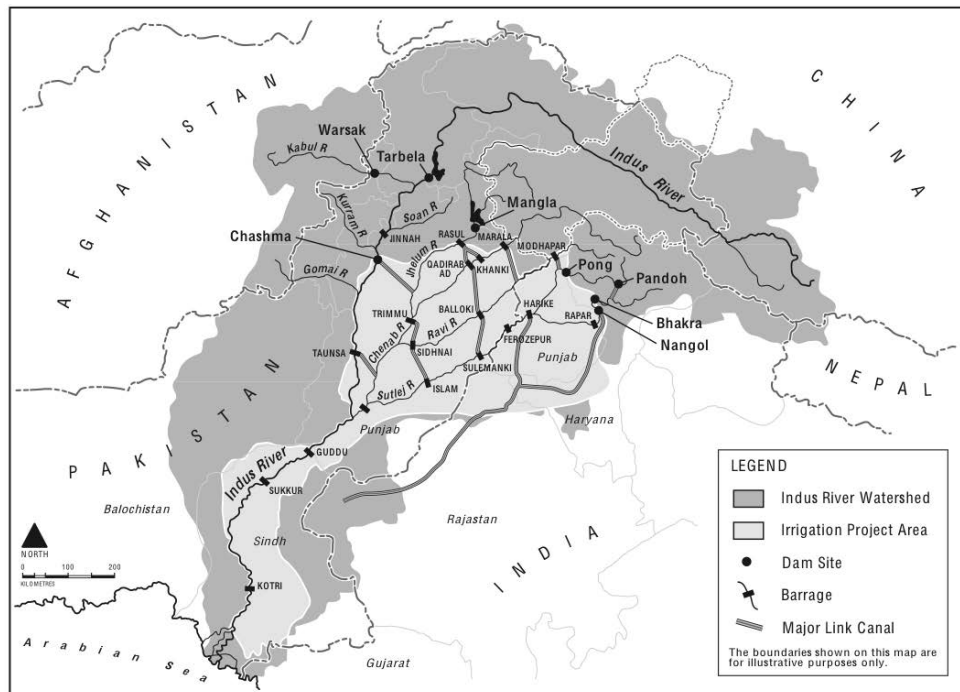 AFGHANISTAN
CHINA
Warsak
Kabul R
Tarbela
Indus
River
Kurram R
Soan R
Mangla
Chashma
JINNAH
RASUL
MARALA
MODHAPAR
Jhelum R
QADIRAB
AD
KHANKI
Pong
Pandoh
Gomai R
TRIMMU
BALLOKI
HARIKE
RAPAR
Bhakra
Nangol
Chenab R
Ravi R
FEROZEPUR
TAUNSA
SIDHNAI
SULEMANKI
Punjab
NEPAL
Sutlej R
ISLAM
PAKISTAN
Punjab
Haryana
GUDDU
Indus River
SUKKUR
Balochistan
Rajastan
Sindh
INDIA
NORTH
0 100 200
KILOMETRES
KOTRI
Arabian Sea
Gujarat
LEGEND
Indus River Watershed
Irrigation Project Area
Dam Site
Barrage
Major Link Canal
The boundaries shown on this map are
for illustrative purposes only.